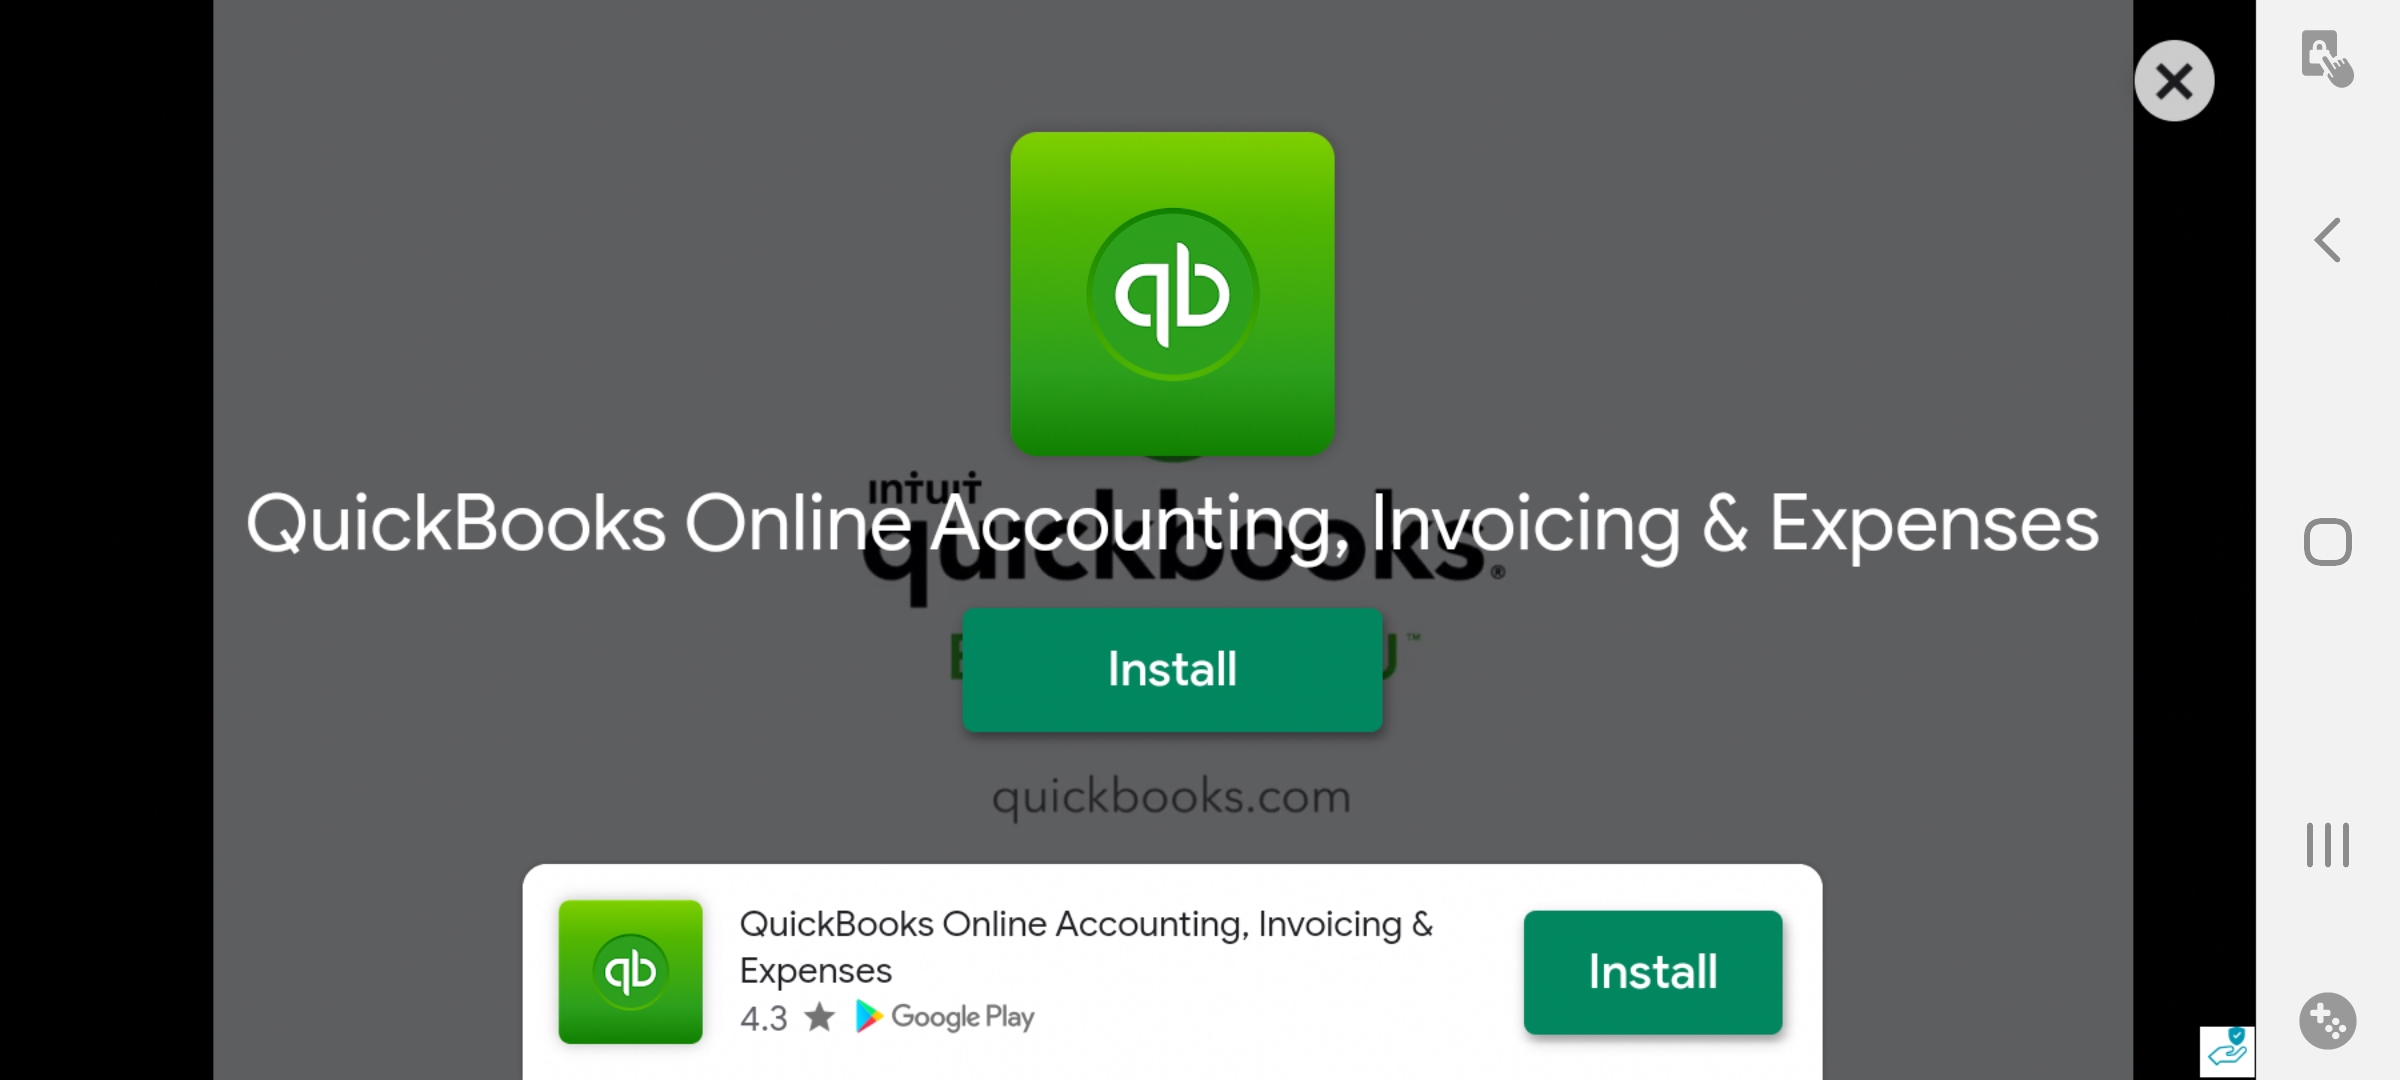 qb
intuit
quickbooks.®
QuickBooks Online Accounting, Invoicing & Expenses
Install
™
quickbooks.com
qb
QuickBooks Online Accounting, Invoicing &
Expenses
4.3 ★ Google Play
Install